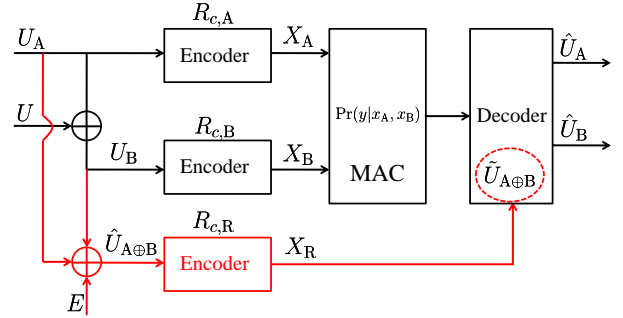 R_{c,A}
U_A
Encoder
X_A
Pr(y|x_A, x_B)
MAC
Decoder
Û_A
U
R_{c,B}
U_B
Encoder
X_B
Û_B
Ũ_{A⊕B}
R_{c,R}
Û_{A⊕B}
Encoder
X_R
E